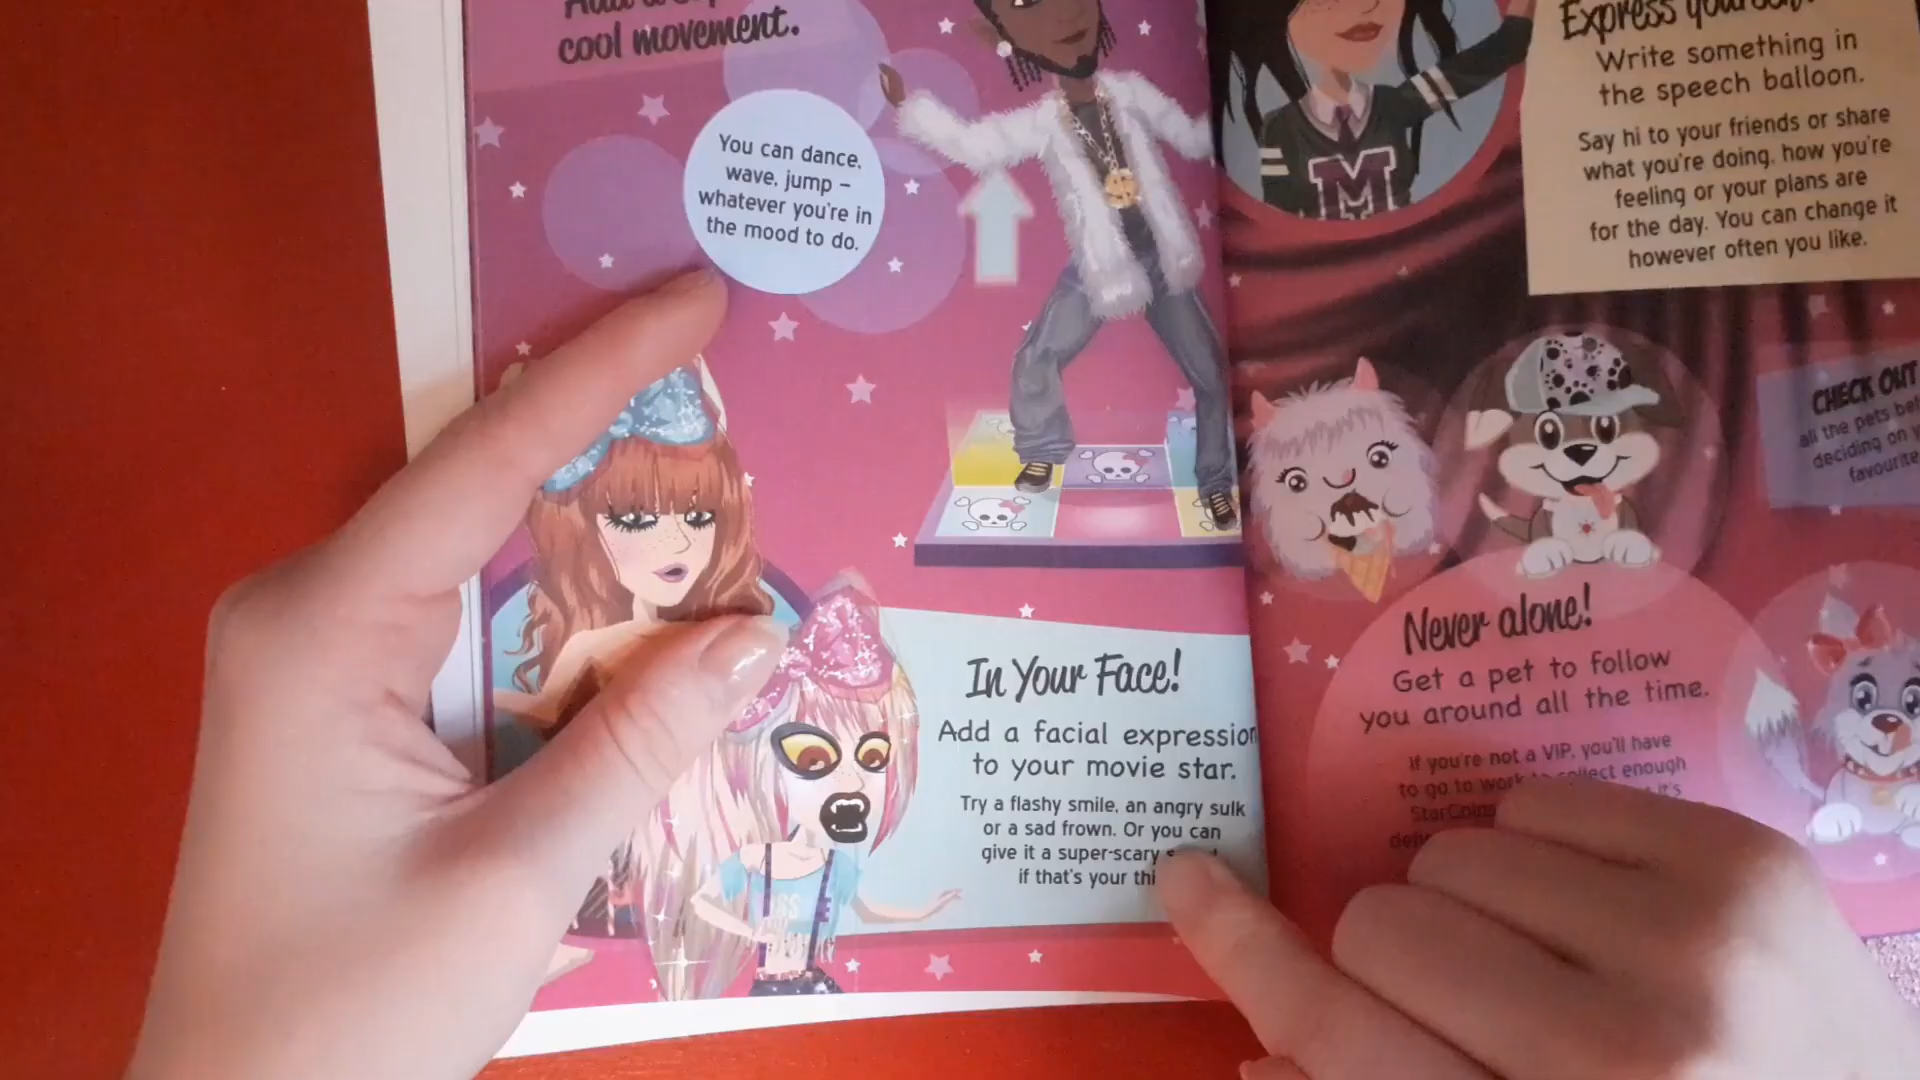 cool movement.
You can dance,
wave, jump –
whatever you're in
the mood to do.
In Your Face!
Add a facial expression
to your movie star.
Try a flashy smile, an angry sulk
or a sad frown. Or you can
give it a super-scary
if that's your
Express yourself!
Write something in
the speech balloon.
Say hi to your friends or share
what you're doing, how you're
feeling or your plans are
for the day. You can change it
however often you like.
M
CHECK OUT
all the pets
deciding on
favourite
Never alone!
Get a pet to follow
you around all the time.
If you're not a VIP, you'll have
to go to work to collect enough
StarCoins it's